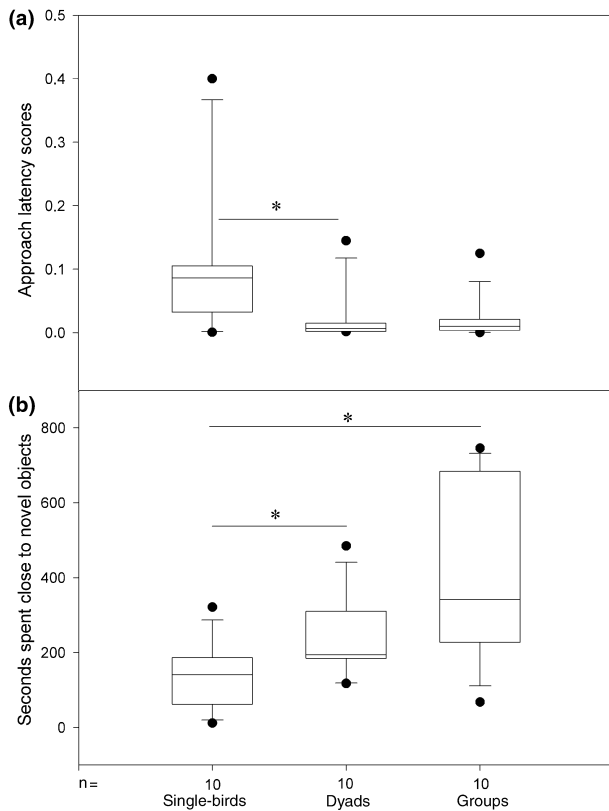 (a)
Approach latency scores
0.5
0.4
0.3
0.2
0.1
0.0
*
(b)
Seconds spent close to novel objects
800
600
400
200
0
*
*
n= 10 10 10
Single-birds Dyads Groups